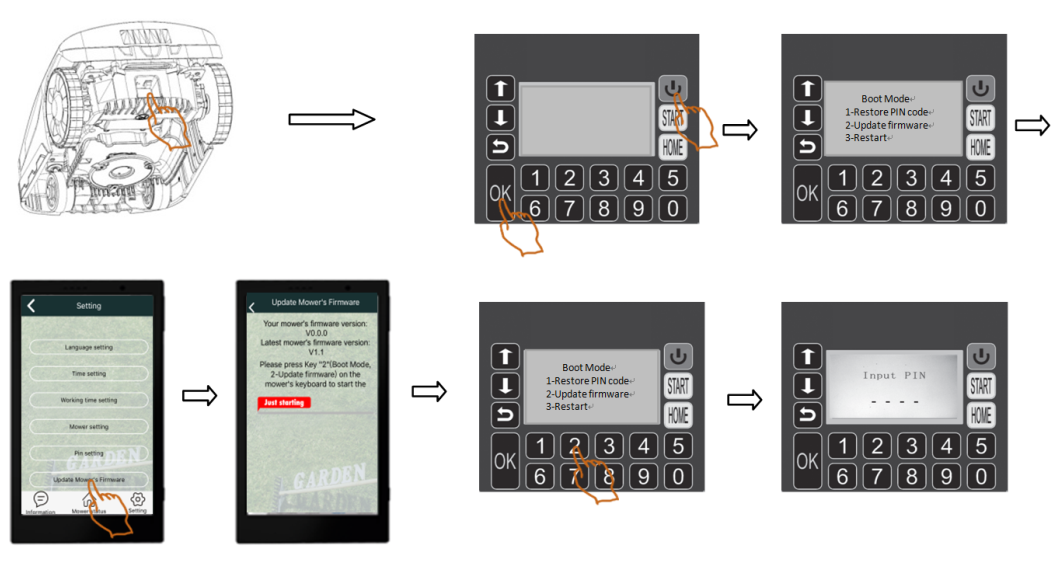 START
HOME
OK
1 2 3 4 5
6 7 8 9 0
Boot Mode
1-Restore PIN code
2-Update firmware
3-Restart
START
HOME
OK
1 2 3 4 5
6 7 8 9 0
Setting
Language setting
Time setting
Working time setting
Mower setting
Pin setting
Update Mower's Firmware
GARDEN
Information
Mower status
Setting
Update Mower's Firmware
Your mower's firmware version:
V0.0.0
Latest mower's firmware version:
V1.1
Please press Key "2"(Boot Mode,
2-Update firmware) on the
mower's keyboard to start the
Just starting
GARDEN
Boot Mode
1-Restore PIN code
2-Update firmware
3-Restart
START
HOME
OK
1 2 3 4 5
6 7 8 9 0
Input PIN
- - - -
START
HOME
OK
1 2 3 4 5
6 7 8 9 0